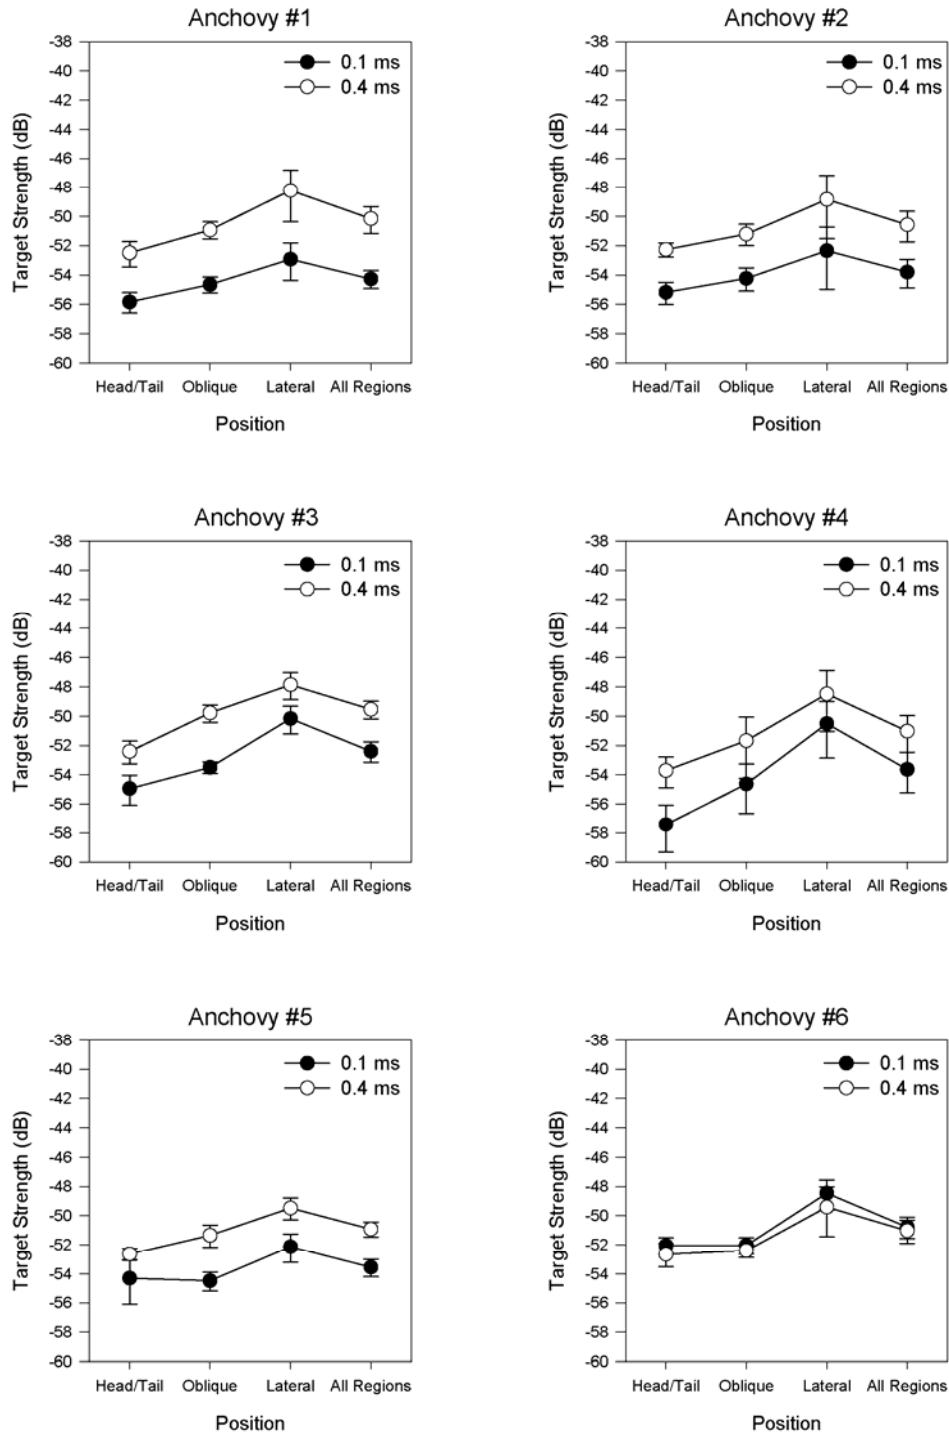 Anchovy #1
Target Strength (dB)
-38
-40
-42
-44
-46
-48
-50
-52
-54
-56
-58
-60
0.1 ms
0.4 ms
Head/Tail Oblique Lateral All Regions
Position
Anchovy #2
Target Strength (dB)
-38
-40
-42
-44
-46
-48
-50
-52
-54
-56
-58
-60
0.1 ms
0.4 ms
Head/Tail Oblique Lateral All Regions
Position
Anchovy #3
Target Strength (dB)
-38
-40
-42
-44
-46
-48
-50
-52
-54
-56
-58
-60
0.1 ms
0.4 ms
Head/Tail Oblique Lateral All Regions
Position
Anchovy #4
Target Strength (dB)
-38
-40
-42
-44
-46
-48
-50
-52
-54
-56
-58
-60
0.1 ms
0.4 ms
Head/Tail Oblique Lateral All Regions
Position
Anchovy #5
Target Strength (dB)
-38
-40
-42
-44
-46
-48
-50
-52
-54
-56
-58
-60
0.1 ms
0.4 ms
Head/Tail Oblique Lateral All Regions
Position
Anchovy #6
Target Strength (dB)
-38
-40
-42
-44
-46
-48
-50
-52
-54
-56
-58
-60
0.1 ms
0.4 ms
Head/Tail Oblique Lateral All Regions
Position